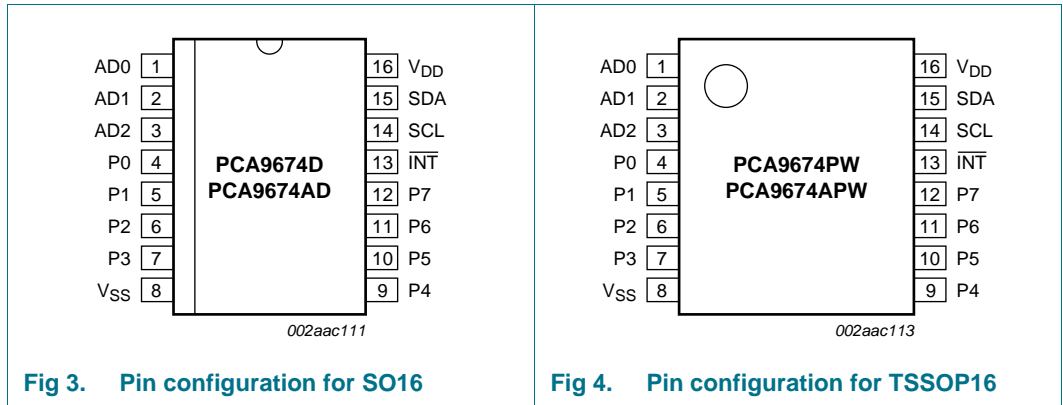 AD0 1
AD1 2
AD2 3
P0 4
P1 5
P2 6
P3 7
VSS 8
PCA9674D
PCA9674AD
16 VDD
15 SDA
14 SCL
13 INT
12 P7
11 P6
10 P5
9 P4
002aac111
Fig 3. Pin configuration for SO16
AD0 1
AD1 2
AD2 3
P0 4
P1 5
P2 6
P3 7
VSS 8
PCA9674PW
PCA9674APW
16 VDD
15 SDA
14 SCL
13 INT
12 P7
11 P6
10 P5
9 P4
002aac113
Fig 4. Pin configuration for TSSOP16